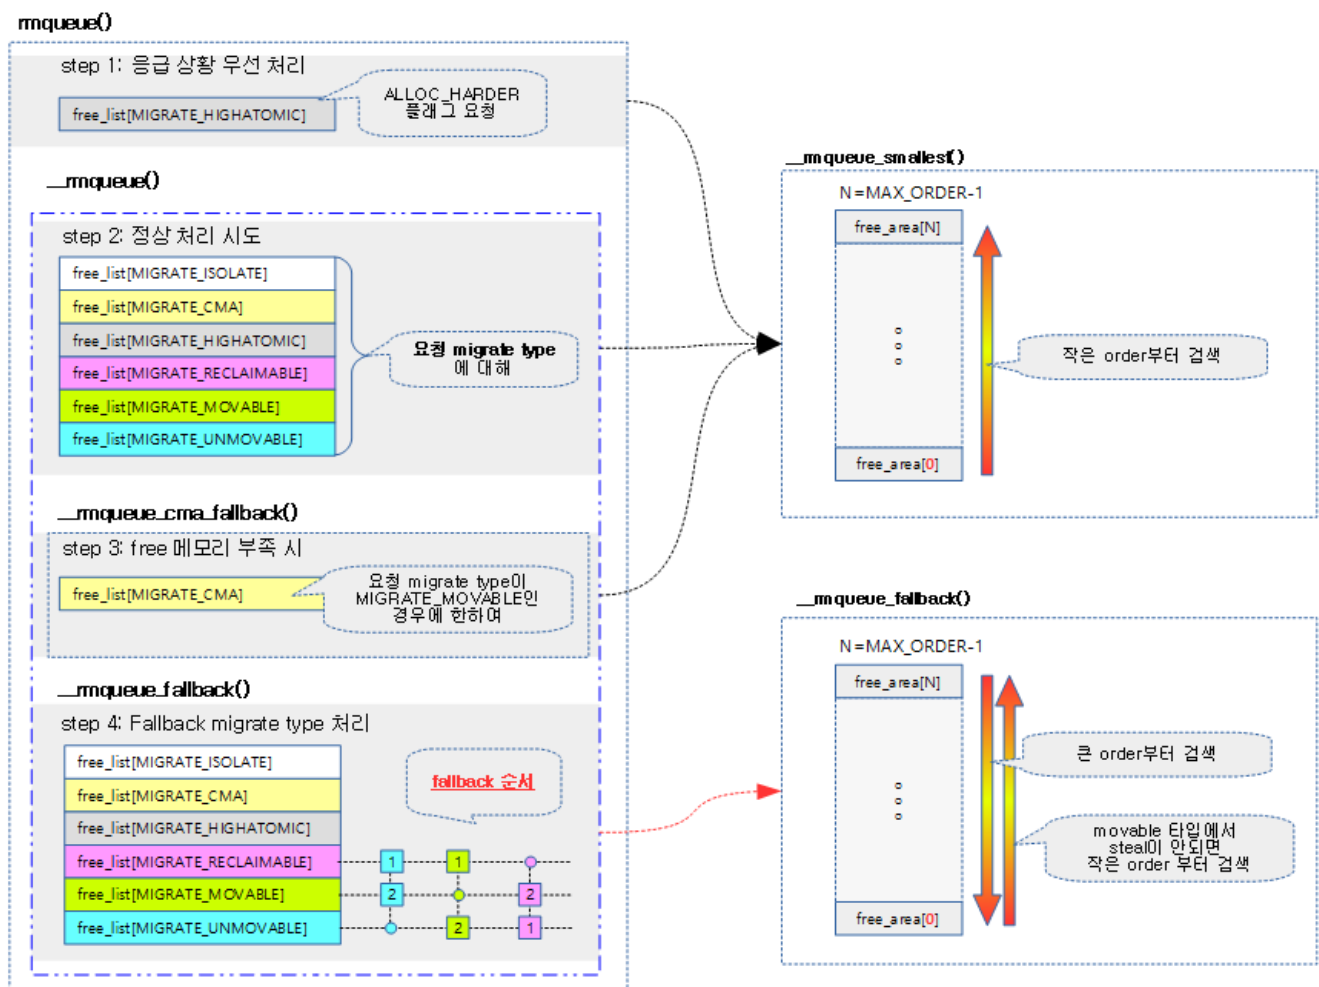 rmqueue()
step 1: 응급 상황 우선 처리
free_list[MIGRATE_HIGHATOMIC]
ALLOC_HARDER
플래그 요청
__rmqueue()
step 2: 정상 처리 시도
free_list[MIGRATE_ISOLATE]
free_list[MIGRATE_CMA]
free_list[MIGRATE_HIGHATOMIC]
free_list[MIGRATE_RECLAIMABLE]
free_list[MIGRATE_MOVABLE]
free_list[MIGRATE_UNMOVABLE]
요청 migrate type
에 대해
__rmqueue_cma_fallback()
step 3: free 메모리 부족 시
free_list[MIGRATE_CMA]
요청 migrate type이
MIGRATE_MOVABLE인
경우에 한하여
__rmqueue_fallback()
step 4: Fallback migrate type 처리
free_list[MIGRATE_ISOLATE]
free_list[MIGRATE_CMA]
free_list[MIGRATE_HIGHATOMIC]
fallback 순서
free_list[MIGRATE_RECLAIMABLE] 1 1
free_list[MIGRATE_MOVABLE] 2 2
free_list[MIGRATE_UNMOVABLE] 2 1
__rmqueue_smallest()
N=MAX_ORDER-1
free_area[N]
작은 order부터 검색
free_area[0]
__rmqueue_fallback()
N=MAX_ORDER-1
free_area[N]
큰 order부터 검색
movable 타입에서
steal이 안되면
작은 order 부터 검색
free_area[0]